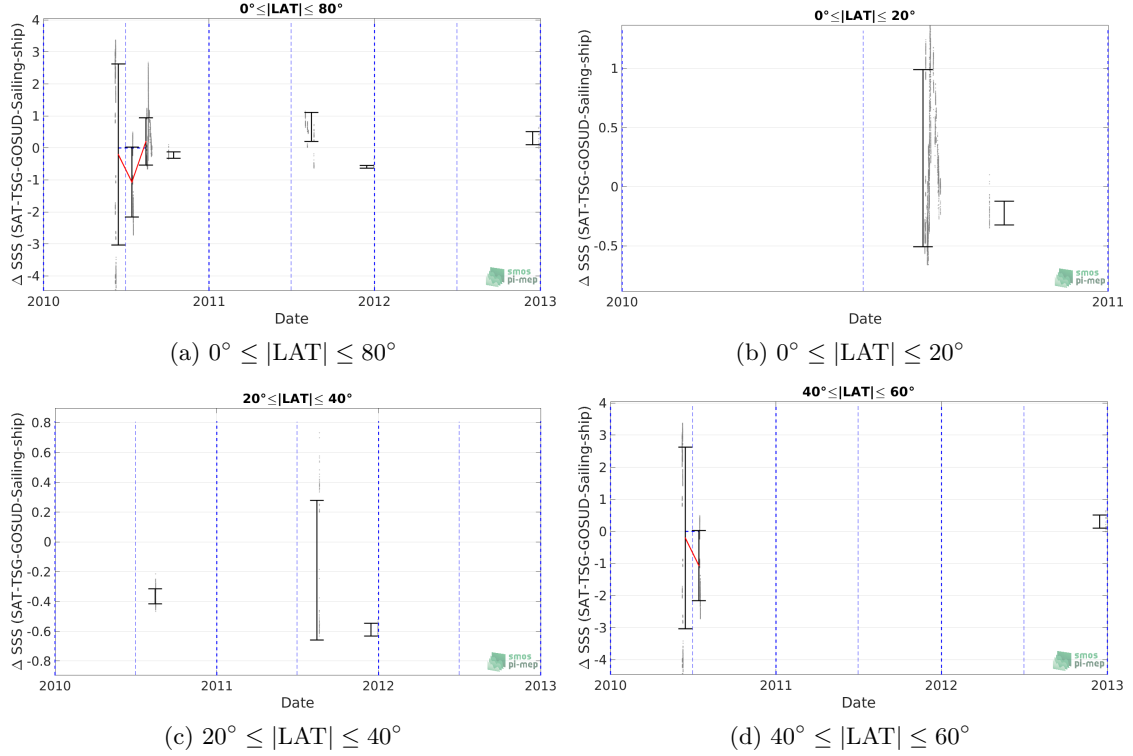 0°≤|LAT|≤ 80°
Δ SSS (SAT-TSG-GOSUD-Sailing-ship)
4
3
2
1
0
-1
-2
-3
-4
2010
2011
2012
2013
Date
smos
pi-mep
(a) 0° ≤ |LAT| ≤ 80°
0°≤|LAT|≤ 20°
Δ SSS (SAT-TSG-GOSUD-Sailing-ship)
1
0.5
0
-0.5
2010
2011
Date
smos
pi-mep
(b) 0° ≤ |LAT| ≤ 20°
20°≤|LAT|≤ 40°
Δ SSS (SAT-TSG-GOSUD-Sailing-ship)
0.8
0.6
0.4
0.2
0
-0.2
-0.4
-0.6
-0.8
2010
2011
2012
2013
Date
smos
pi-mep
(c) 20° ≤ |LAT| ≤ 40°
40°≤|LAT|≤ 60°
Δ SSS (SAT-TSG-GOSUD-Sailing-ship)
4
3
2
1
0
-1
-2
-3
-4
2010
2011
2012
2013
Date
smos
pi-mep
(d) 40° ≤ |LAT| ≤ 60°